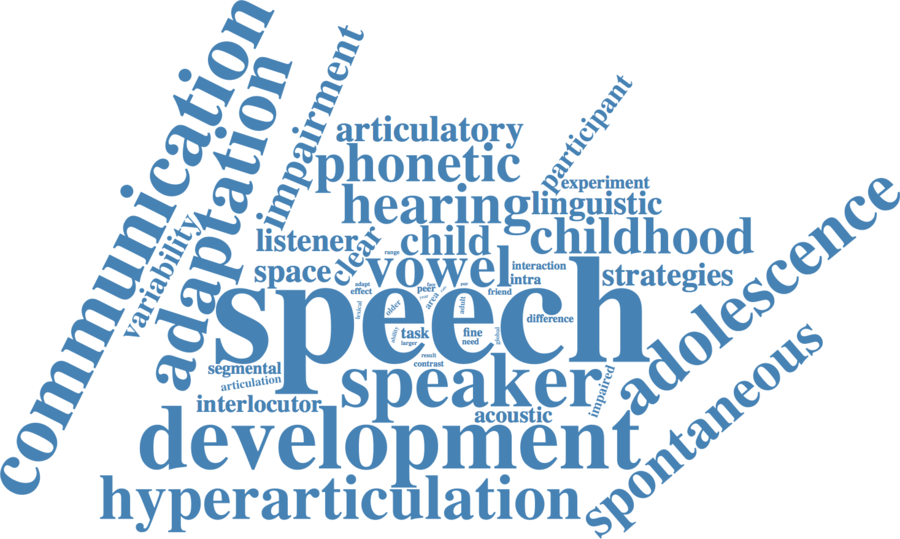 communication
adaptation
impairment
variability
participant
articulatory
phonetic
experiment
hearing
linguistic
listener
clear
range
child
childhood
adolescence
space
vowel
interaction
intra
strategies
adapt
effect
peer
friend
speech
lexical
older
area
adult
difference
task
larger
fine
need
global
result
contrast
segmental
articulation
speaker
impaired
interlocutor
acoustic
spontaneous
development
hyperarticulation